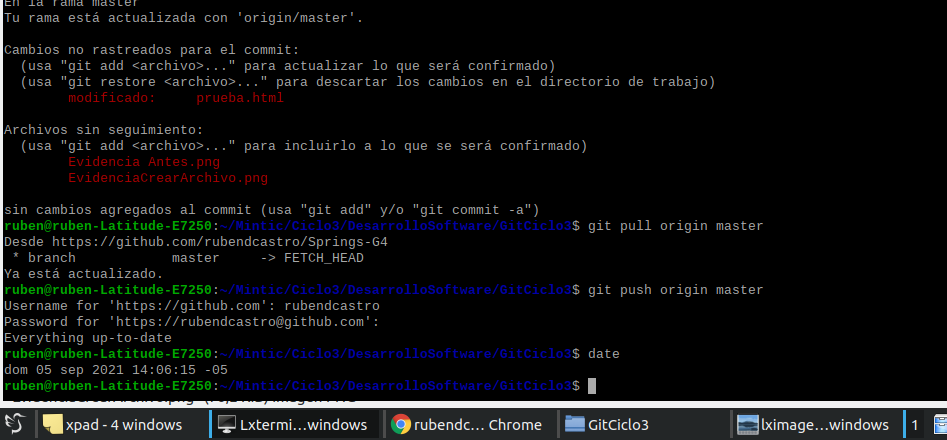 En la rama master
Tu rama está actualizada con 'origin/master'.
Cambios no rastreados para el commit:
  (usa "git add <archivo>..." para actualizar lo que será confirmado)
  (usa "git restore <archivo>..." para descartar los cambios en el directorio de trabajo)
        modificado:     prueba.html
Archivos sin seguimiento:
  (usa "git add <archivo>..." para incluirlo a lo que se será confirmado)
        Evidencia Antes.png
        EvidenciaCrearArchivo.png
sin cambios agregados al commit (usa "git add" y/o "git commit -a")
ruben@ruben-Latitude-E7250:~/Mintic/Ciclo3/DesarrolloSoftware/GitCiclo3$ git pull origin master
Desde https://github.com/rubendcastro/Springs-G4
 * branch            master     -> FETCH_HEAD
Ya está actualizado.
ruben@ruben-Latitude-E7250:~/Mintic/Ciclo3/DesarrolloSoftware/GitCiclo3$ git push origin master
Username for 'https://github.com': rubendcastro
Password for 'https://rubendcastro@github.com':
Everything up-to-date
ruben@ruben-Latitude-E7250:~/Mintic/Ciclo3/DesarrolloSoftware/GitCiclo3$ date
dom 05 sep 2021 14:06:15 -05
ruben@ruben-Latitude-E7250:~/Mintic/Ciclo3/DesarrolloSoftware/GitCiclo3$
xpad - 4 windows Lxtermi...windows rubendc... - Chrome GitCiclo3 lximage...windows 1